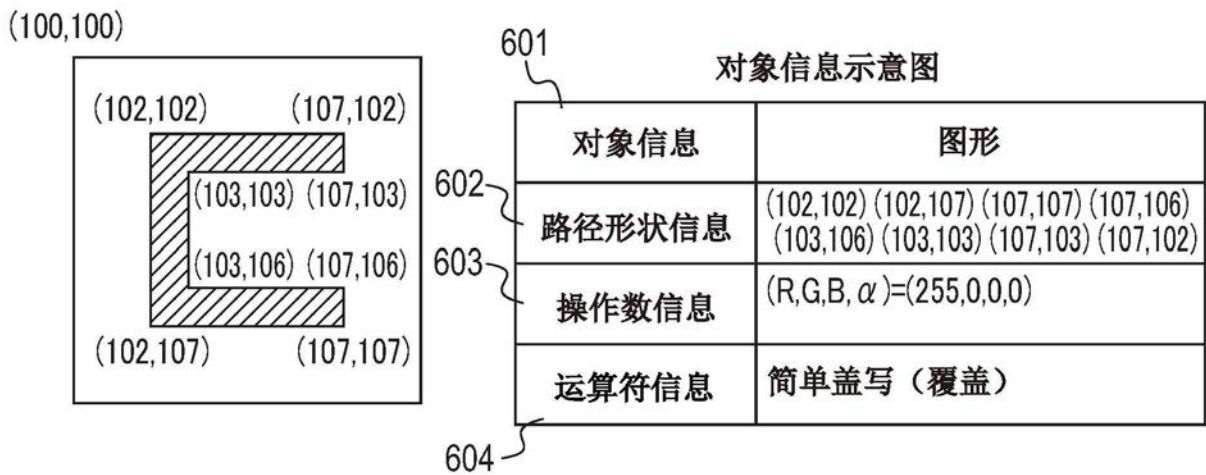 (100,100)
(102,102) (107,102)
(103,103) (107,103)
(103,106) (107,106)
(102,107) (107,107)
对象信息示意图
601
对象信息 图形
602
路径形状信息 (102,102) (102,107) (107,107) (107,106)
(103,106) (103,103) (107,103) (107,102)
603
操作数信息 (R,G,B,α)=(255,0,0,0)
运算符信息 简单盖写（覆盖）
604